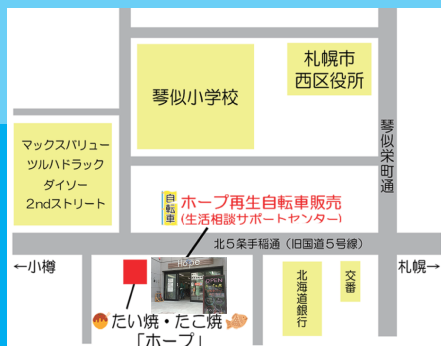 琴似小学校
札幌市
西区役所
琴似栄町通
マックスバリュー
ツルハドラック
ダイソー
2ndストリート
自転車
ホープ再生自転車販売
(生活相談サポートセンター)
北5条手稲通（旧国道5号線）
←小樽
札幌→
Hope
OPEN
北海道銀行
交番
たい焼・たこ焼
「ホープ」